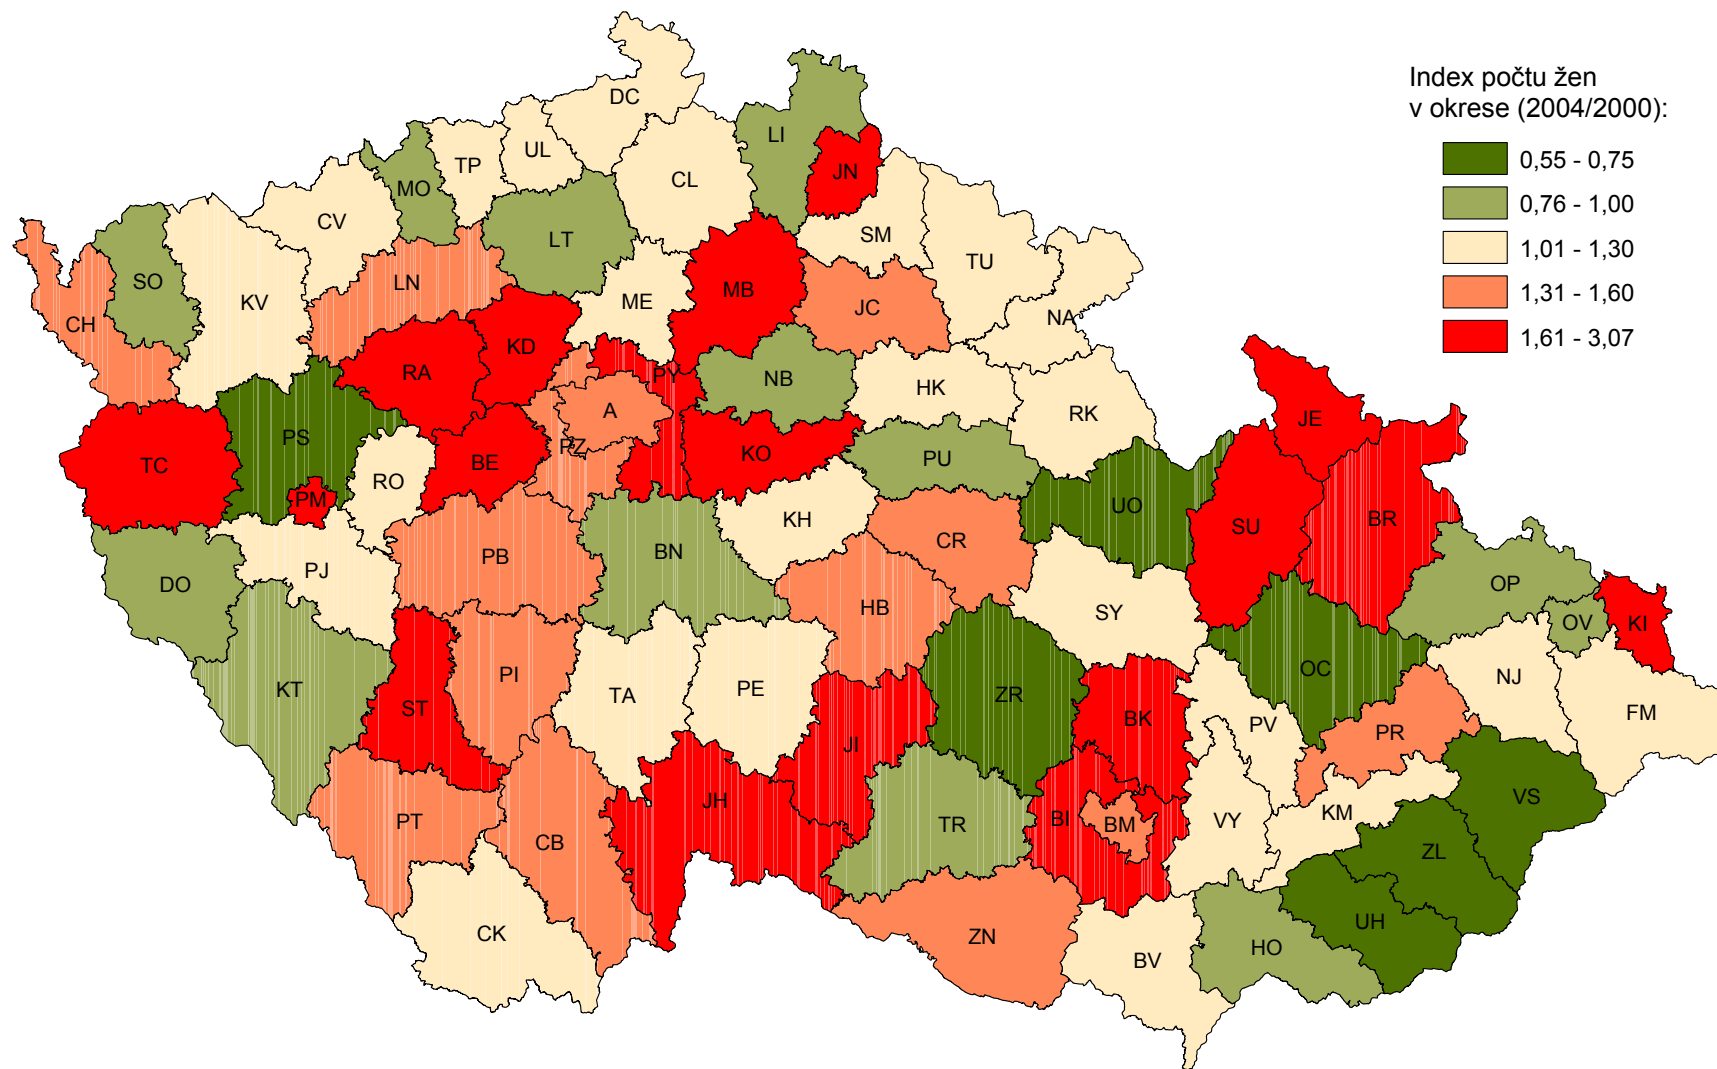 Index počtu žen
v okrese (2004/2000):
0,55 - 0,75
0,76 - 1,00
1,01 - 1,30
1,31 - 1,60
1,61 - 3,07
DC
LI
UL
TP
JN
CL
MO
CV
SM
LT
TU
SO
LN
MB
KV
ME
JC
NA
CH
KD
RA
PY
NB
HK
A
RK
JE
PS
PZ
KO
PU
TC
BE
RO
PM
UO
KH
BR
SU
CR
BN
PB
PJ
DO
OP
HB
SY
OV
KI
OC
PI
NJ
KT
PE
TA
ZR
ST
FM
BK
PV
PR
JI
VS
JH
KM
PT
BI
BM
VY
TR
CB
ZL
UH
CK
ZN
HO
BV